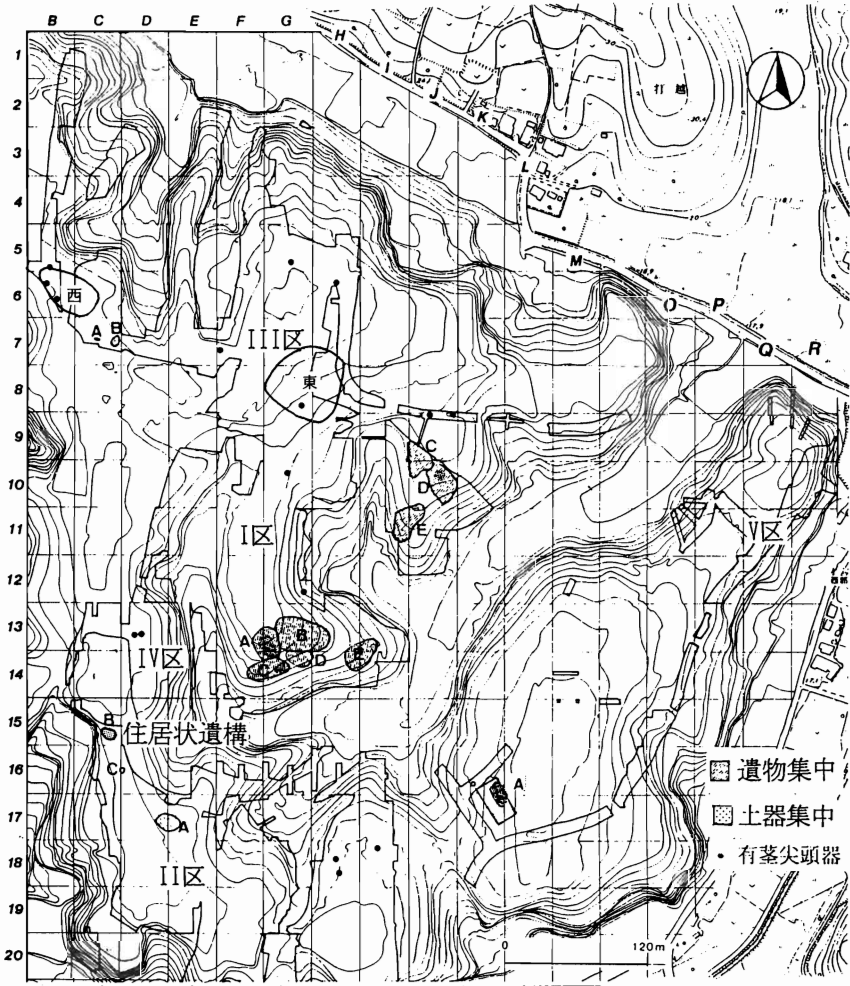 B C D E F G
H
I
J
K
L
M
O
P
Q
R
1
2
3
4
5
6
7
8
9
10
11
12
13
14
15
16
17
18
19
20
打越
西
A B
III区
東
C
D
E
I区
V区
A
B
D
IV区
B
住居状遺構
C
A
II区
A
遺物集中
土器集中
有茎尖頭器
0 120m